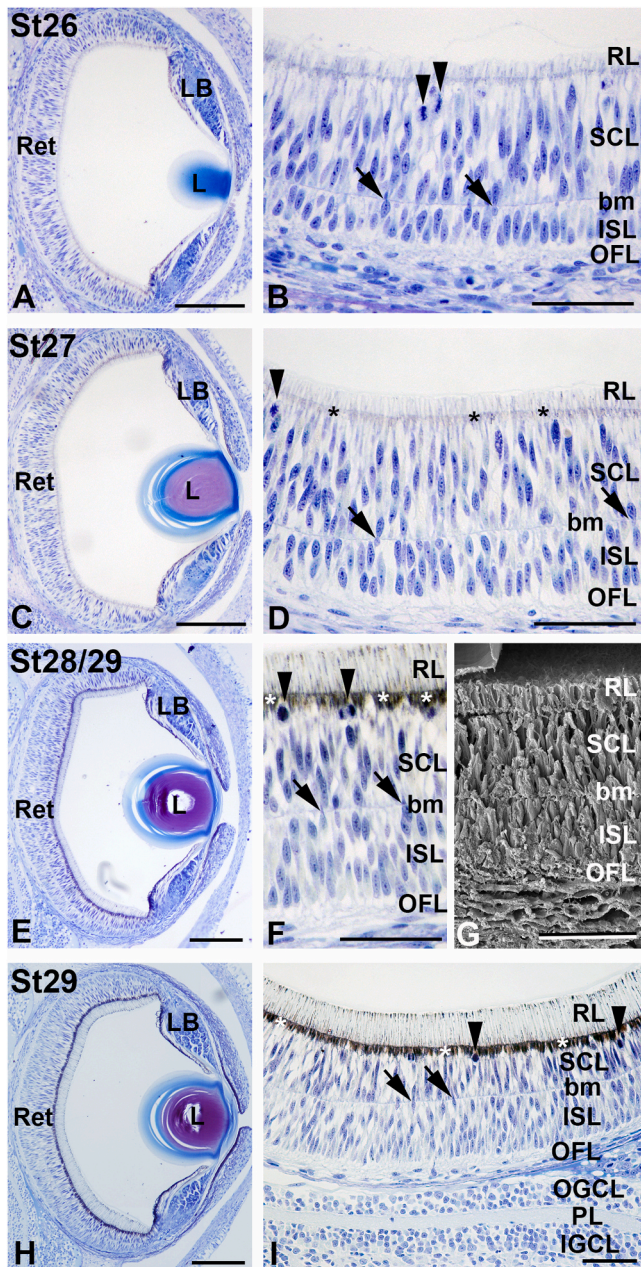 St26
LB
Ret
L
A
RL
SCL
bm
ISL
OFL
B
St27
LB
Ret
L
C
*
*
*
RL
SCL
bm
ISL
OFL
D
St28/29
LB
Ret
L
E
RL
*
*
*
SCL
bm
ISL
OFL
F
RL
SCL
bm
ISL
OFL
G
St29
LB
Ret
L
H
RL
*
*
*
SCL
bm
ISL
OFL
OGCL
PL
IGCL
I